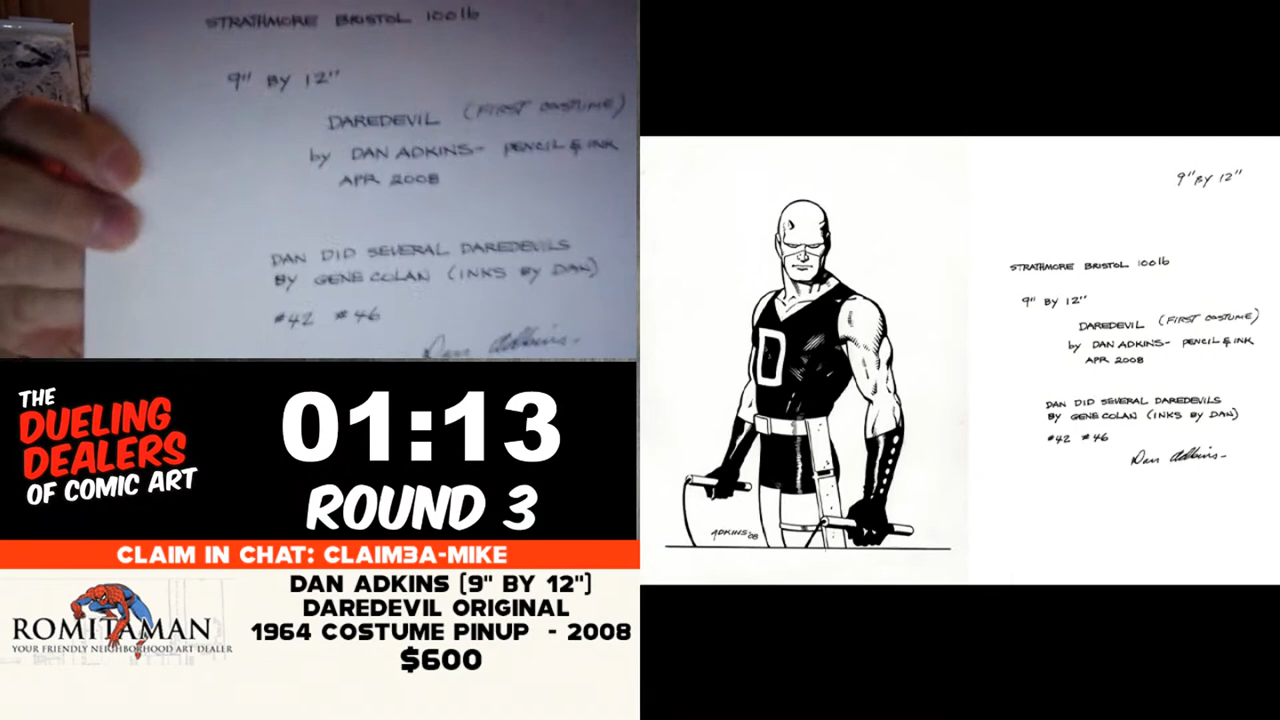 STRATHMORE BRISTOL 100lb
9" BY 12"
DAREDEVIL (FIRST COSTUME)
by DAN ADKINS- PENCIL & INK
APR 2008
DAN DID SEVERAL DAREDEVILS
BY GENE COLAN (INKS BY DAN)
#42 #46
Dan Adkins-
THE
DUELING
DEALERS
OF COMIC ART
01:13
ROUND 3
CLAIM IN CHAT: CLAIM3A-MIKE
ROMITAMAN
YOUR FRIENDLY NEIGHBORHOOD ART DEALER
DAN ADKINS (9" BY 12")
DAREDEVIL ORIGINAL
1964 COSTUME PINUP - 2008
$600
D
ADKINS '08
9" BY 12"
STRATHMORE BRISTOL 100lb
9" BY 12"
DAREDEVIL (FIRST COSTUME)
by DAN ADKINS- PENCIL & INK
APR 2008
DAN DID SEVERAL DAREDEVILS
BY GENE COLAN (INKS BY DAN)
#42 #46
Dan Adkins-